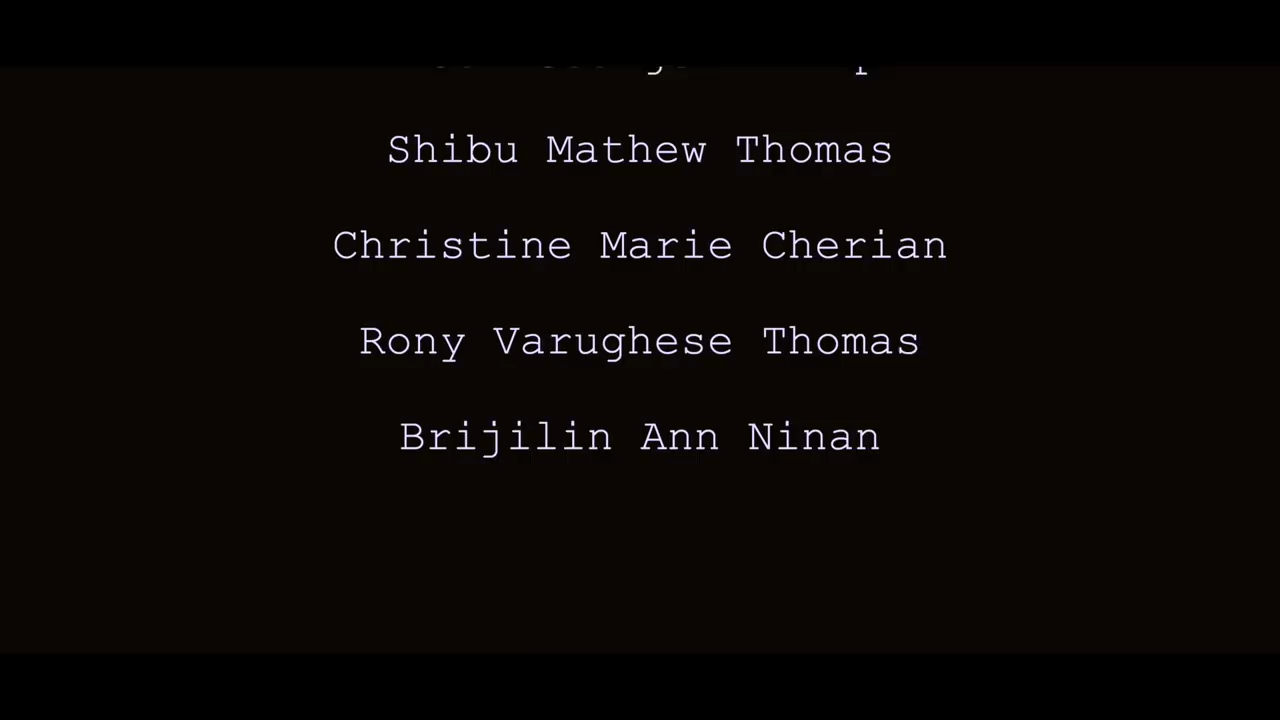 Shibu Mathew Thomas
Christine Marie Cherian
Rony Varughese Thomas
Brijilin Ann Ninan